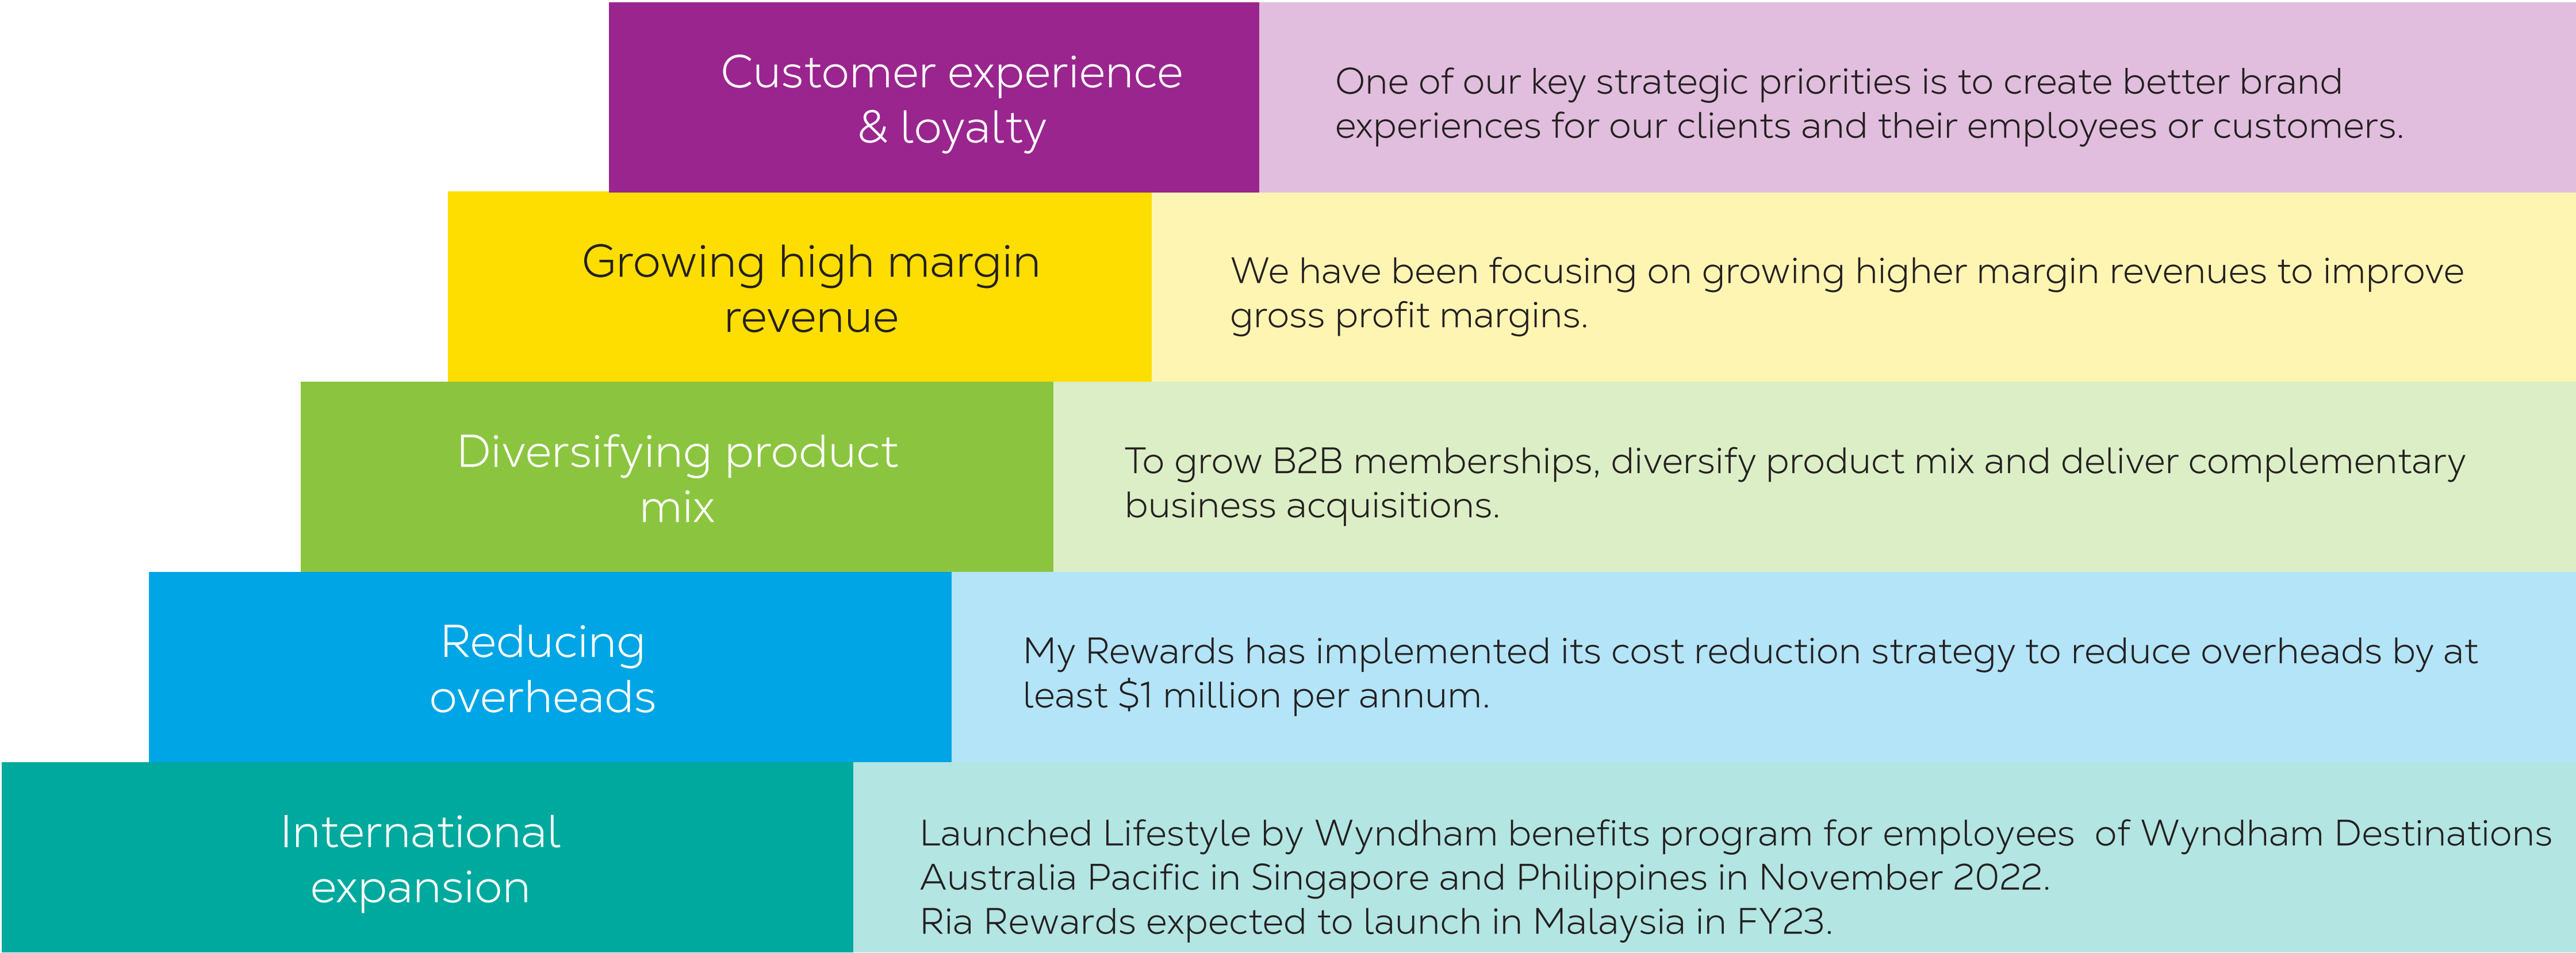 Customer experience
& loyalty
One of our key strategic priorities is to create better brand
experiences for our clients and their employees or customers.
Growing high margin
revenue
We have been focusing on growing higher margin revenues to improve
gross profit margins.
Diversifying product
mix
To grow B2B memberships, diversify product mix and deliver complementary
business acquisitions.
Reducing
overheads
My Rewards has implemented its cost reduction strategy to reduce overheads by at
least $1 million per annum.
International
expansion
Launched Lifestyle by Wyndham benefits program for employees  of Wyndham Destinations
Australia Pacific in Singapore and Philippines in November 2022.
Ria Rewards expected to launch in Malaysia in FY23.